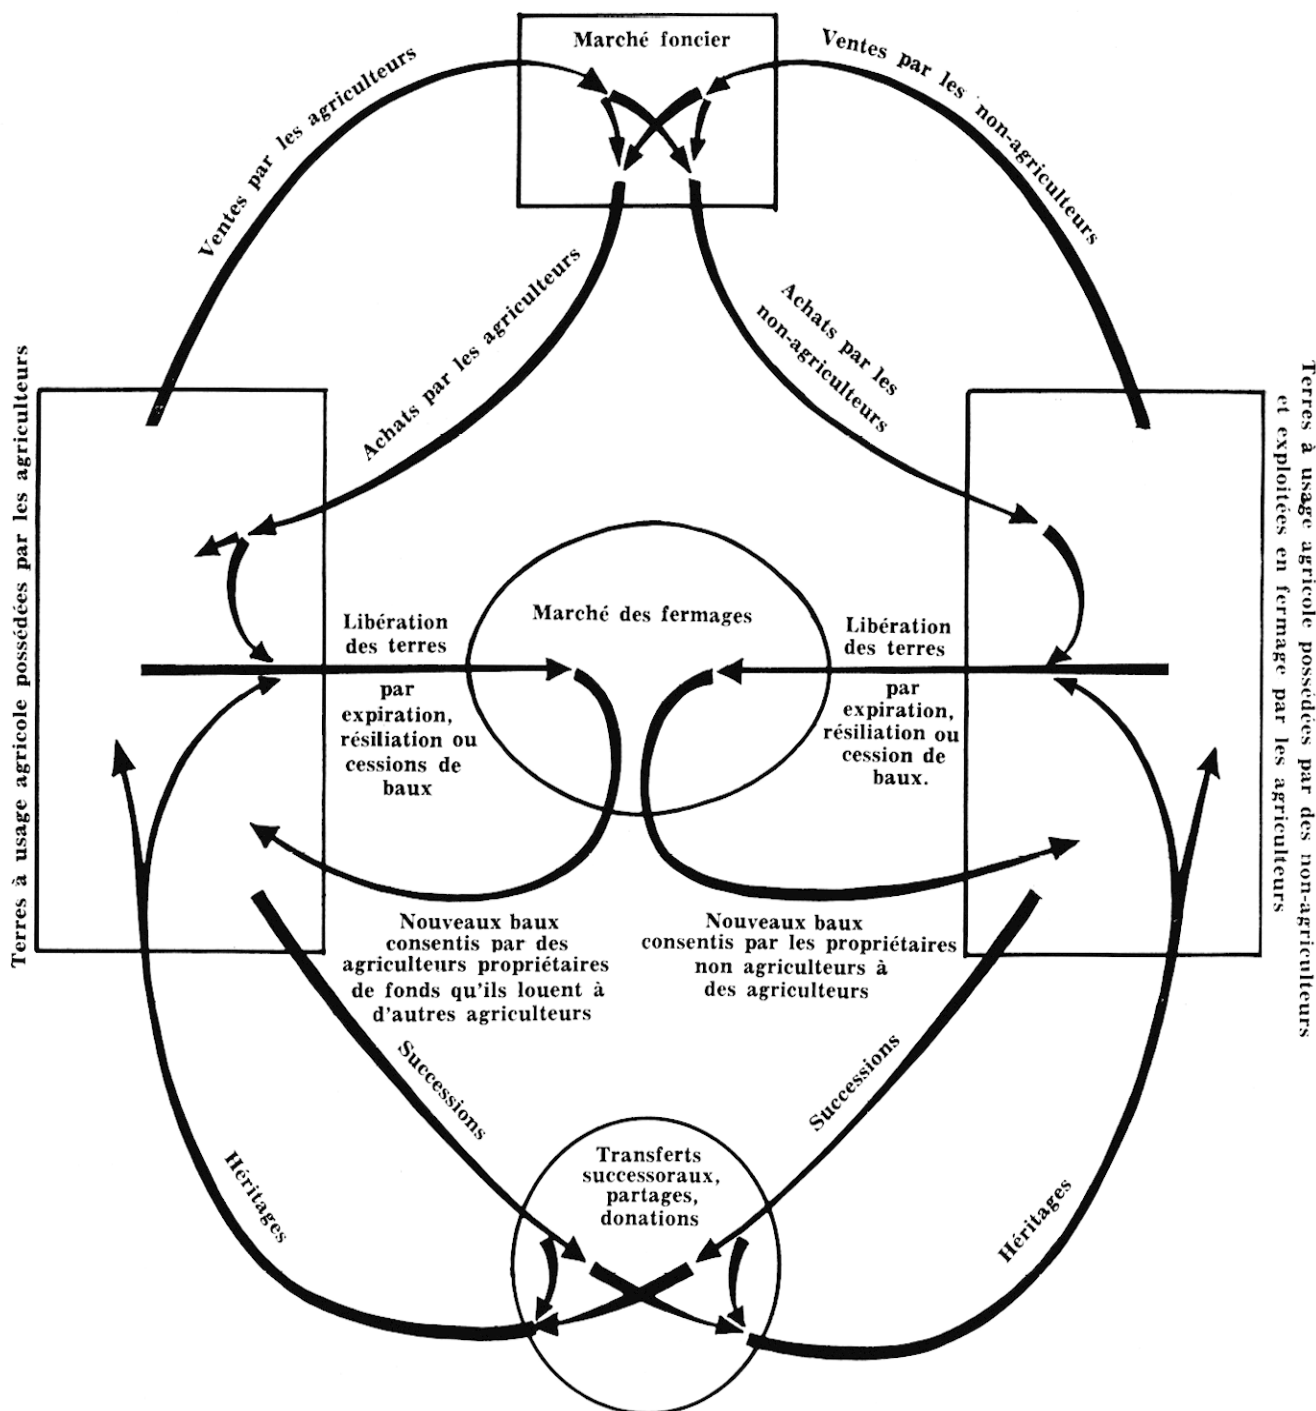 Marché foncier
Ventes par les agriculteurs
Ventes par les non-agriculteurs
Achats par les agriculteurs
Achats par les
non-agriculteurs
Terres à usage agricole possédées par les agriculteurs
Terres à usage agricole possédées par des non-agriculteurs
et exploitées en fermage par les agriculteurs
Marché des fermages
Libération
des terres
par
expiration,
résiliation ou
cessions de
baux
Libération
des terres
par
expiration,
résiliation ou
cession de
baux.
Nouveaux baux
consentis par des
agriculteurs propriétaires
de fonds qu'ils louent à
d'autres agriculteurs
Nouveaux baux
consentis par les propriétaires
non agriculteurs à
des agriculteurs
Successions
Successions
Transferts
successoraux,
partages,
donations
Héritages
Héritages